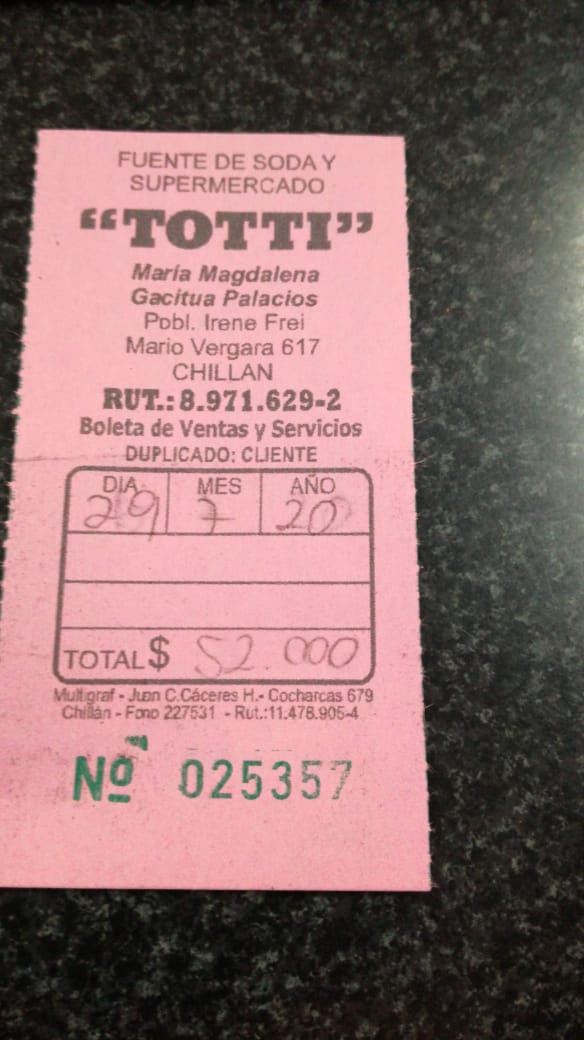 FUENTE DE SODA Y
SUPERMERCADO
“TOTTI”
María Magdalena
Gacitua Palacios
Pobl. Irene Frei
Mario Vergara 617
CHILLAN
RUT.: 8.971.629-2
Boleta de Ventas y Servicios
DUPLICADO: CLIENTE
DIA MES AÑO
29 7 20
TOTAL $ 52.000
Multigraf - Juan C.Cáceres H.- Cocharcas 679
Chillán - Fono 227531 - Rut.:11.478.905-4
Nº 025357